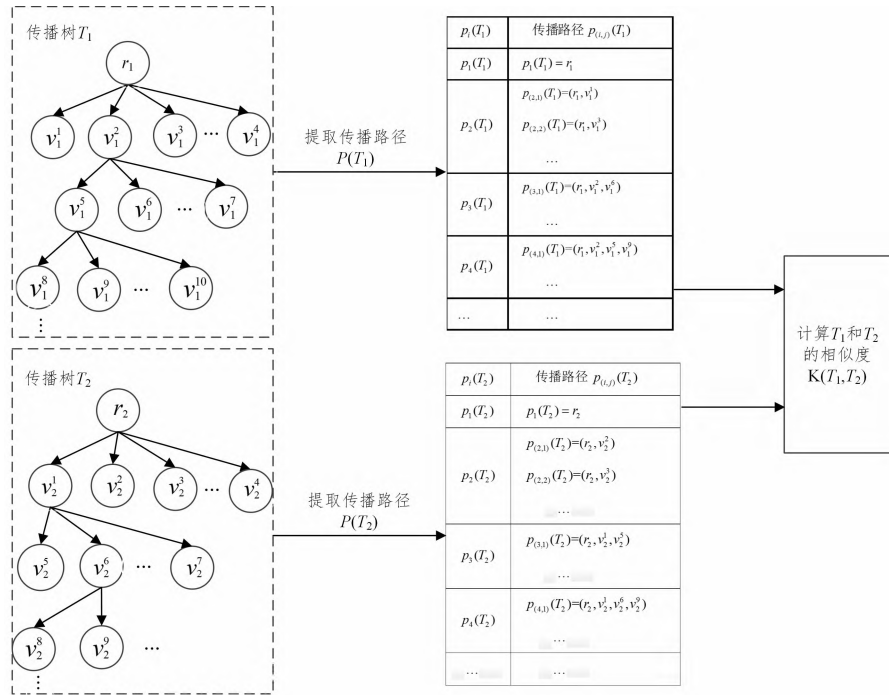 传播树T₁
r₁
v₁¹ v₁² v₁³ ··· v₁⁴
v₁⁵ v₁⁶ ··· v₁⁷
v₁⁸ v₁⁹ ··· v₁¹⁰
⋮
提取传播路径
P(T₁)
pᵢ(T₁) 传播路径 p₍ᵢ,ⱼ₎(T₁)
p₁(T₁) p₁(T₁) = r₁
p₂(T₁)
p₍₂,₁₎(T₁)=(r₁,v₁¹)
p₍₂,₂₎(T₁)=(r₁,v₁³)
…
p₃(T₁)
p₍₃,₁₎(T₁)=(r₁,v₁²,v₁⁶)
…
p₄(T₁)
p₍₄,₁₎(T₁)=(r₁,v₁²,v₁⁵,v₁⁹)
…
… …
传播树T₂
r₂
v₂¹ v₂² v₂³ ··· v₂⁴
v₂⁵ v₂⁶ ··· v₂⁷
v₂⁸ v₂⁹ ···
⋮
提取传播路径
P(T₂)
pᵢ(T₂) 传播路径 p₍ᵢ,ⱼ₎(T₂)
p₁(T₂) p₁(T₂) = r₂
p₂(T₂)
p₍₂,₁₎(T₂)=(r₂,v₂²)
p₍₂,₂₎(T₂)=(r₂,v₂³)
…
p₃(T₂)
p₍₃,₁₎(T₂)=(r₂,v₂¹,v₂⁵)
…
p₄(T₂)
p₍₄,₁₎(T₂)=(r₂,v₂¹,v₂⁶,v₂⁹)
…
… …
计算T₁和T₂
的相似度
K(T₁,T₂)